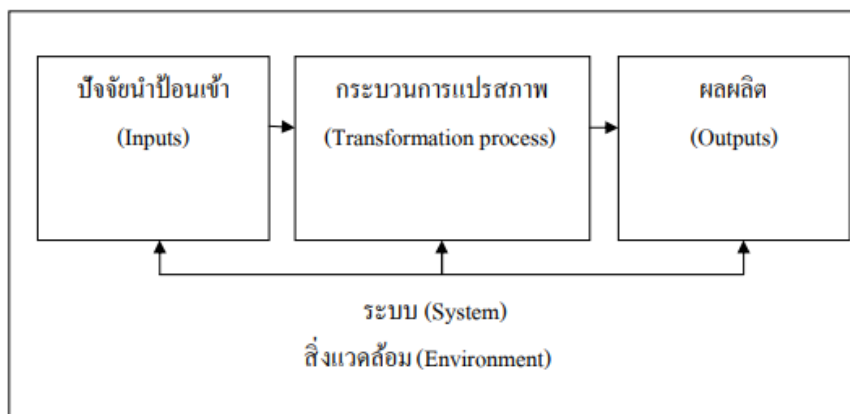 ปัจจัยนำป้อนเข้า
(Inputs)
กระบวนการแปรสภาพ
(Transformation process)
ผลผลิต
(Outputs)
ระบบ (System)
สิ่งแวดล้อม (Environment)